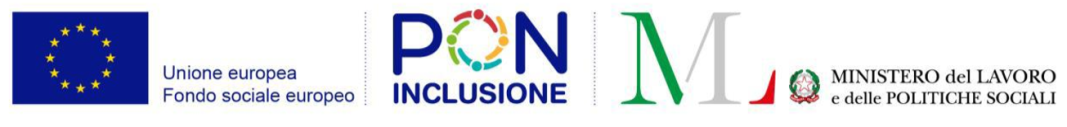 Unione europea
Fondo sociale europeo
PON
INCLUSIONE
ML
MINISTERO del LAVORO
e delle POLITICHE SOCIALI